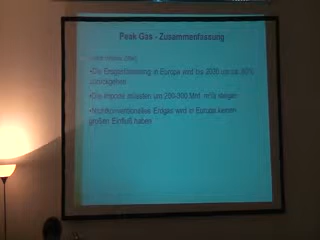 Peak Gas - Zusammenfassung
•Die Erdgasförderung in Europa wird bis 2030 um ca.
zurückgehen
•Die Importe müssten um 200-300 Mrd. m³/a steigen
•Nichtkonventionelles Erdgas wird in Europa keinen
großen Einfluß haben